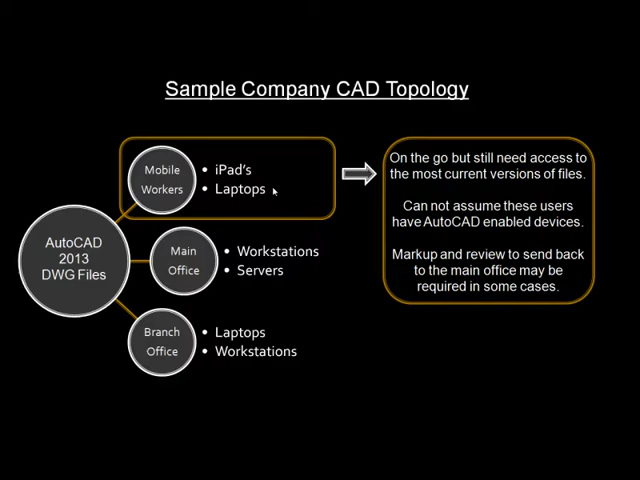 Sample Company CAD Topology
Mobile
Workers
• iPad's
• Laptops
On the go but still need access to
the most current versions of files.
Can not assume these users
have AutoCAD enabled devices.
Markup and review to send back
to the main office may be
required in some cases.
AutoCAD
2013
DWG Files
Main
Office
• Workstations
• Servers
Branch
Office
• Laptops
• Workstations